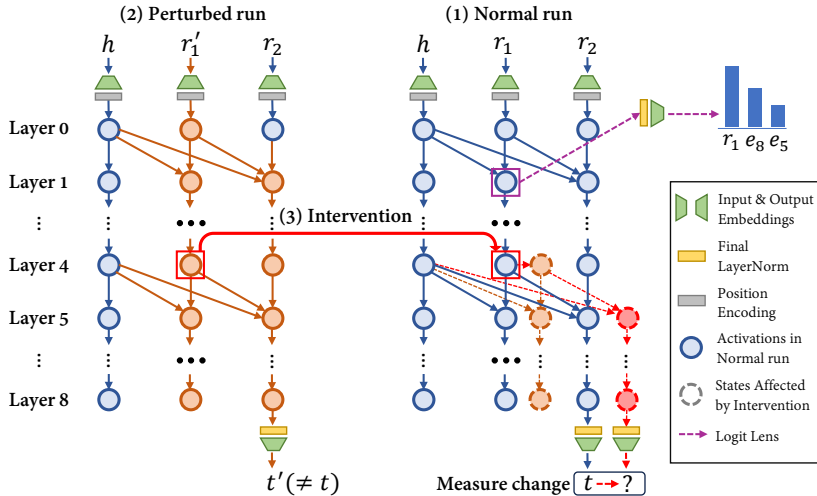 (2) Perturbed run
(1) Normal run
h r₁′ r₂
h r₁ r₂
Layer 0
r₁ e₈ e₅
Layer 1
(3) Intervention
Layer 4
Layer 5
Layer 8
t′(≠ t)
Measure change t ?
Input & Output
Embeddings
Final
LayerNorm
Position
Encoding
Activations in
Normal run
States Affected
by Intervention
Logit Lens